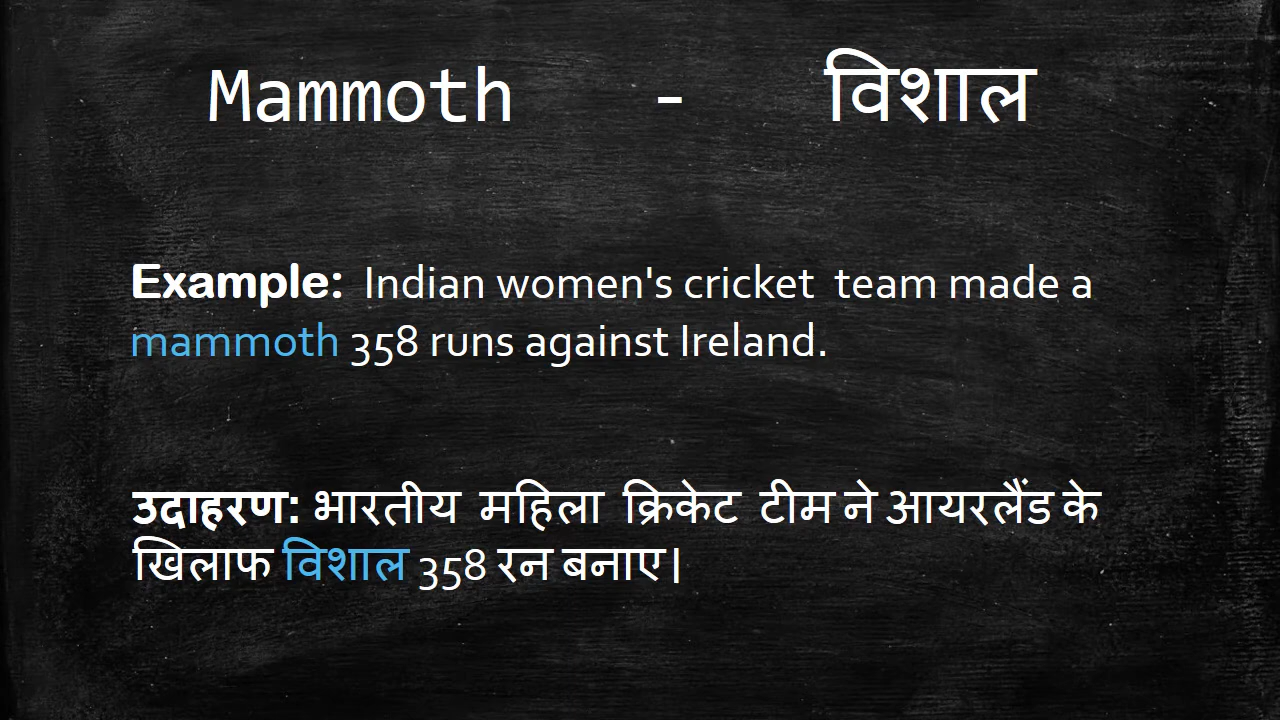 Mammoth - विशाल
Example: Indian women's cricket team made a
mammoth 358 runs against Ireland.
उदाहरण: भारतीय महिला क्रिकेट टीम ने आयरलैंड के
खिलाफ विशाल 358 रन बनाए।